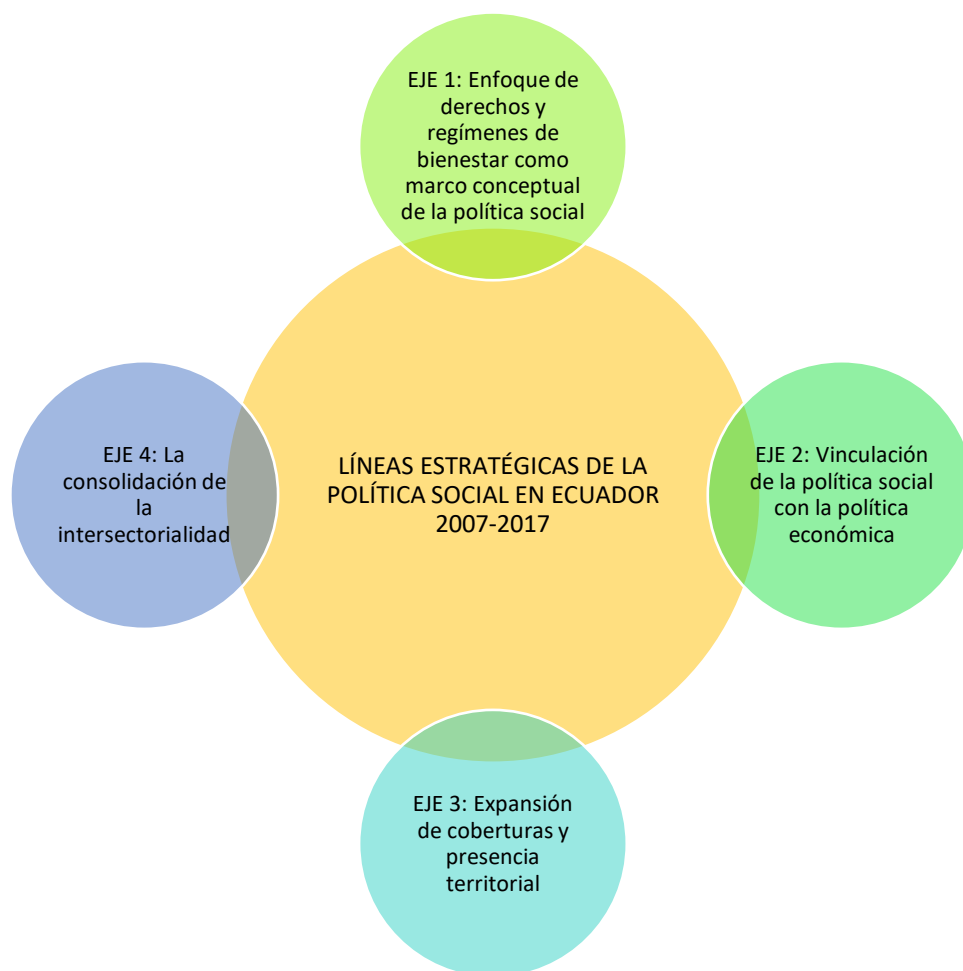 EJE 1: Enfoque de
derechos y
regímenes de
bienestar como
marco conceptual
de la política social
LÍNEAS ESTRATÉGICAS DE LA
POLÍTICA SOCIAL EN ECUADOR
2007-2017
EJE 2: Vinculación
de la política social
con la política
económica
EJE 3: Expansión
de coberturas y
presencia
territorial
EJE 4: La
consolidación de
la
intersectorialidad